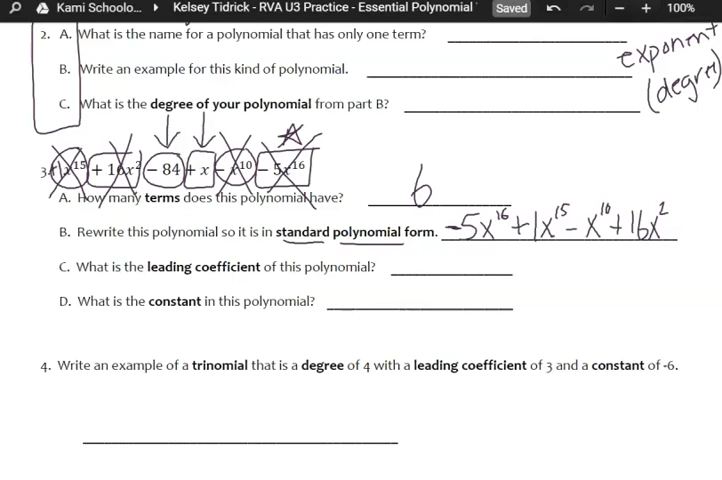 Kami Schoolo... ▸ Kelsey Tidrick - RVA U3 Practice - Essential Polynomial Saved − + 100%
2. A. What is the name for a polynomial that has only one term?
exponent
B. Write an example for this kind of polynomial.
(degree)
C. What is the degree of your polynomial from part B?
+ 16x² − 84 + x − x¹⁰ − 5x¹⁶
A. How many terms does this polynomial have? 6
B. Rewrite this polynomial so it is in standard polynomial form. -5x¹⁶+1x¹⁵-x¹⁰+16x²
C. What is the leading coefficient of this polynomial?
D. What is the constant in this polynomial?
4. Write an example of a trinomial that is a degree of 4 with a leading coefficient of 3 and a constant of -6.